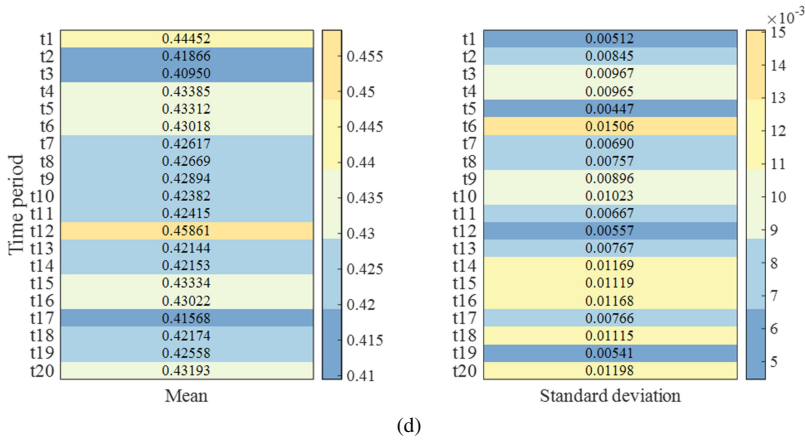 ×10⁻³
t1 0.44452 0.00512
t2 0.41866 0.00845
t3 0.40950 0.00967
t4 0.43385 0.00965
t5 0.43312 0.00447
t6 0.43018 0.01506
t7 0.42617 0.00690
t8 0.42669 0.00757
t9 0.42894 0.00896
t10 0.42382 0.01023
t11 0.42415 0.00667
t12 0.45861 0.00557
t13 0.42144 0.00767
t14 0.42153 0.01169
t15 0.43334 0.01119
t16 0.43022 0.01168
t17 0.41568 0.00766
t18 0.42174 0.01115
t19 0.42558 0.00541
t20 0.43193 0.01198
Time period
0.455
0.45
0.445
0.44
0.435
0.43
0.425
0.42
0.415
0.41
t1
t2
t3
t4
t5
t6
t7
t8
t9
t10
t11
t12
t13
t14
t15
t16
t17
t18
t19
t20
15
14
13
12
11
10
9
8
7
6
5
Mean
Standard deviation
(d)